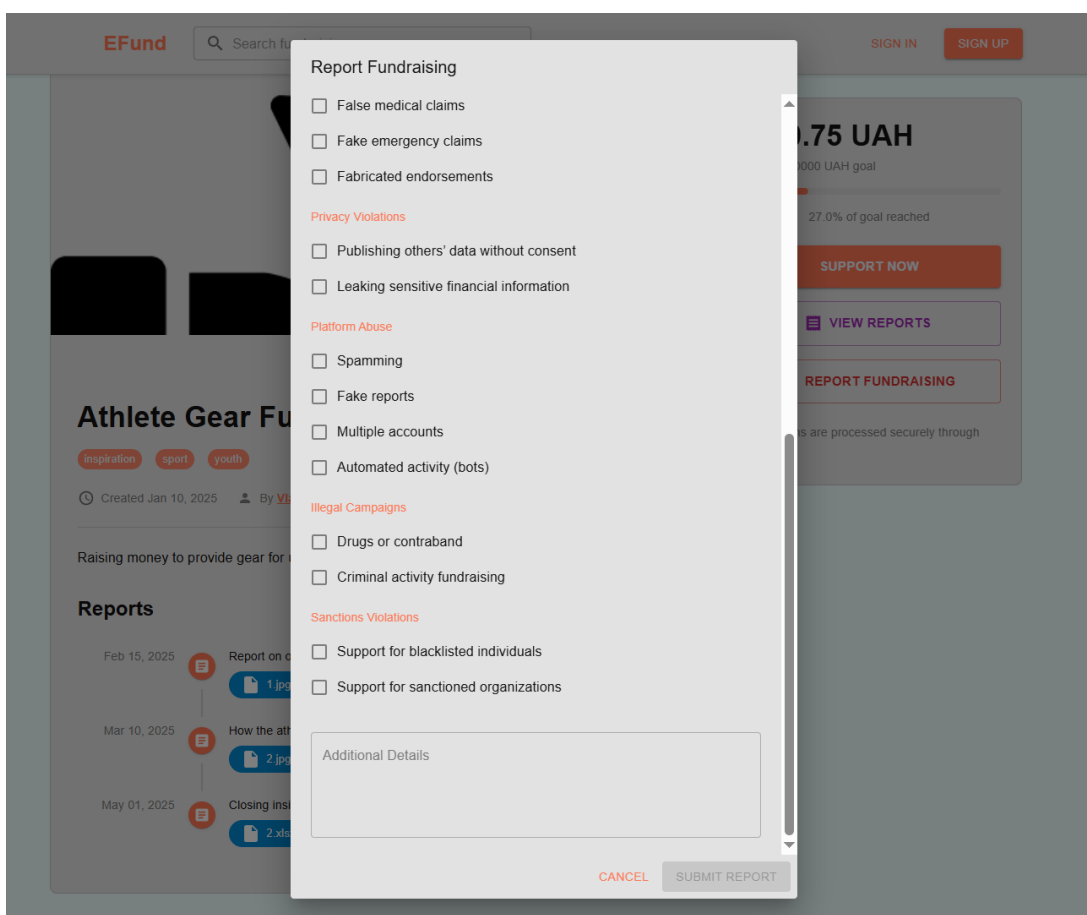 EFund
Search fu
SIGN IN
SIGN UP
Report Fundraising
False medical claims
Fake emergency claims
Fabricated endorsements
Privacy Violations
Publishing others' data without consent
Leaking sensitive financial information
Platform Abuse
Spamming
Fake reports
Multiple accounts
Automated activity (bots)
Illegal Campaigns
Drugs or contraband
Criminal activity fundraising
Sanctions Violations
Support for blacklisted individuals
Support for sanctioned organizations
Additional Details
CANCEL
SUBMIT REPORT
.75 UAH
0000 UAH goal
27.0% of goal reached
SUPPORT NOW
VIEW REPORTS
REPORT FUNDRAISING
are processed securely through
Athlete Gear Fu
inspiration
sport
youth
Created Jan 10, 2025
By
Raising money to provide gear for
Reports
Feb 15, 2025
Report on
1.jpg
Mar 10, 2025
How the
2.jpg
May 01, 2025
Closing
2.xls